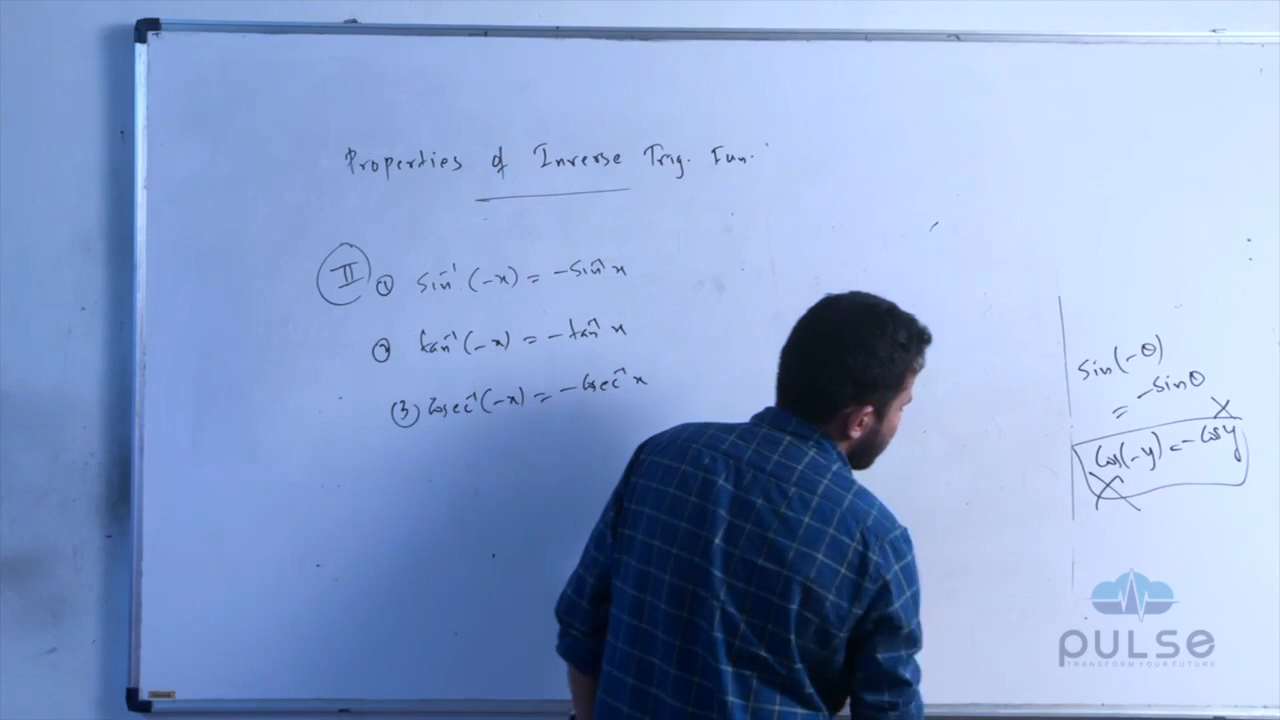 Properties of Inverse Trig. Fun.
II ① sin⁻¹(-x) = -sin⁻¹x
② tan⁻¹(-x) = -tan⁻¹x
(3) Cosec⁻¹(-x) = -Cosec⁻¹x
sin(-θ)
= -sinθ
Cos(-y) = -Cosy
PULSE
TRANSFORM YOUR FUTURE